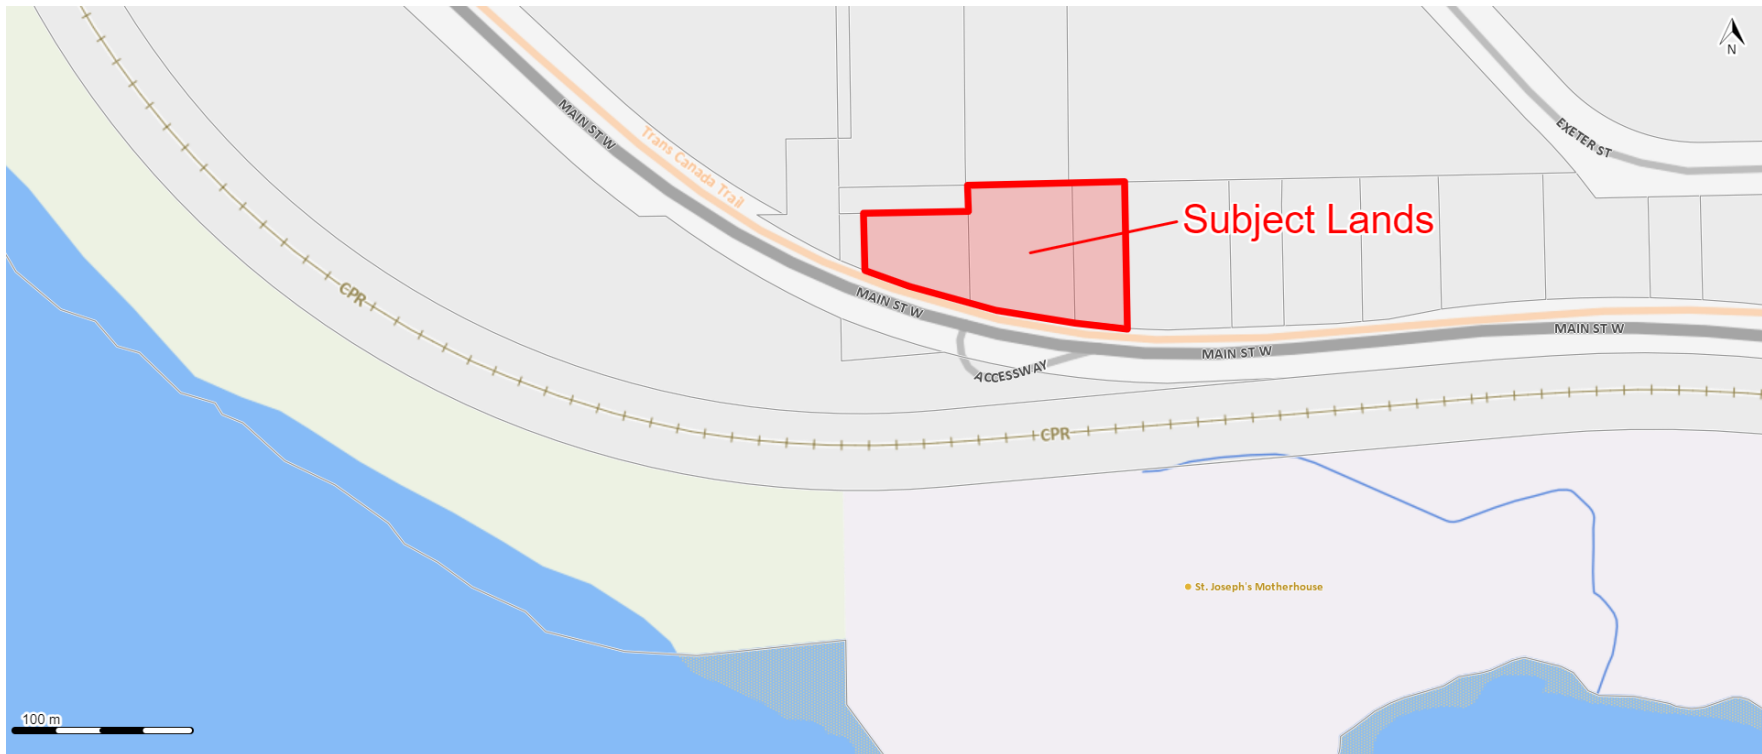 N
MAIN ST W
Trans Canada Trail
EXETER ST
Subject Lands
CPR
MAIN ST W
MAIN ST W
MAIN ST W
ACCESSWAY
CPR
St. Joseph's Motherhouse
100 m